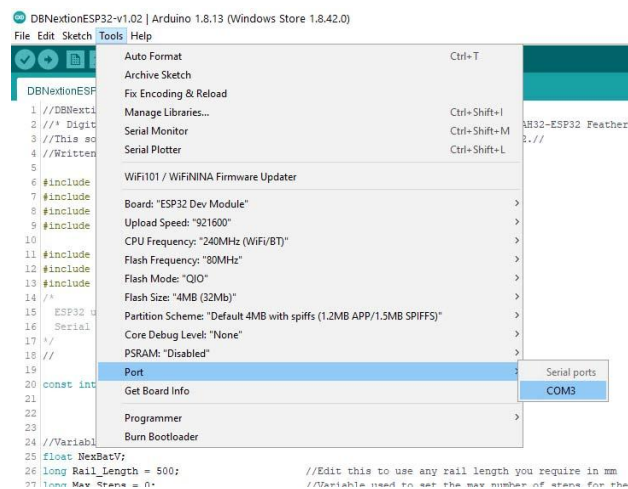 DBNextionESP32-v1.02 | Arduino 1.8.13 (Windows Store 1.8.42.0)
File Edit Sketch Tools Help
DBNextionESP
Auto Format Ctrl+T
Archive Sketch
Fix Encoding & Reload
Manage Libraries... Ctrl+Shift+I
Serial Monitor Ctrl+Shift+M
Serial Plotter Ctrl+Shift+L
WiFi101 / WiFiNINA Firmware Updater
Board: "ESP32 Dev Module"
Upload Speed: "921600"
CPU Frequency: "240MHz (WiFi/BT)"
Flash Frequency: "80MHz"
Flash Mode: "QIO"
Flash Size: "4MB (32Mb)"
Partition Scheme: "Default 4MB with spiffs (1.2MB APP/1.5MB SPIFFS)"
Core Debug Level: "None"
PSRAM: "Disabled"
Port
Get Board Info
Programmer
Burn Bootloader
Serial ports
COM3
1 //DBNexti
2 //* Digit AH32-ESP32 Feather
3 //This so 2.//
4 //Written
5
6 #include
7 #include
8 #include
9 #include
10
11 #include
12 #include
13 #include
14 /*
15 ESP32 u
16 Serial
17 */
18 //
19
20 const int
21
22
23
24 //Variabl
25 float NexBatV;
26 long Rail_Length = 500; //Edit this to use any rail length you require in mm
27 long Max_Steps = 0; //Variable used to set the max number of steps for the